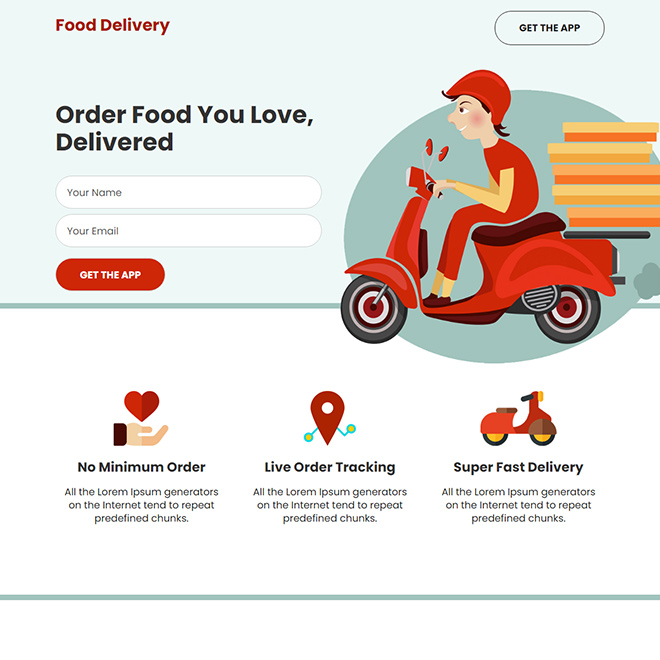 Food Delivery
GET THE APP
Order Food You Love,
Delivered
Your Name
Your Email
GET THE APP
No Minimum Order
All the Lorem Ipsum generators
on the Internet tend to repeat
predefined chunks.
Live Order Tracking
All the Lorem Ipsum generators
on the Internet tend to repeat
predefined chunks.
Super Fast Delivery
All the Lorem Ipsum generators
on the Internet tend to repeat
predefined chunks.